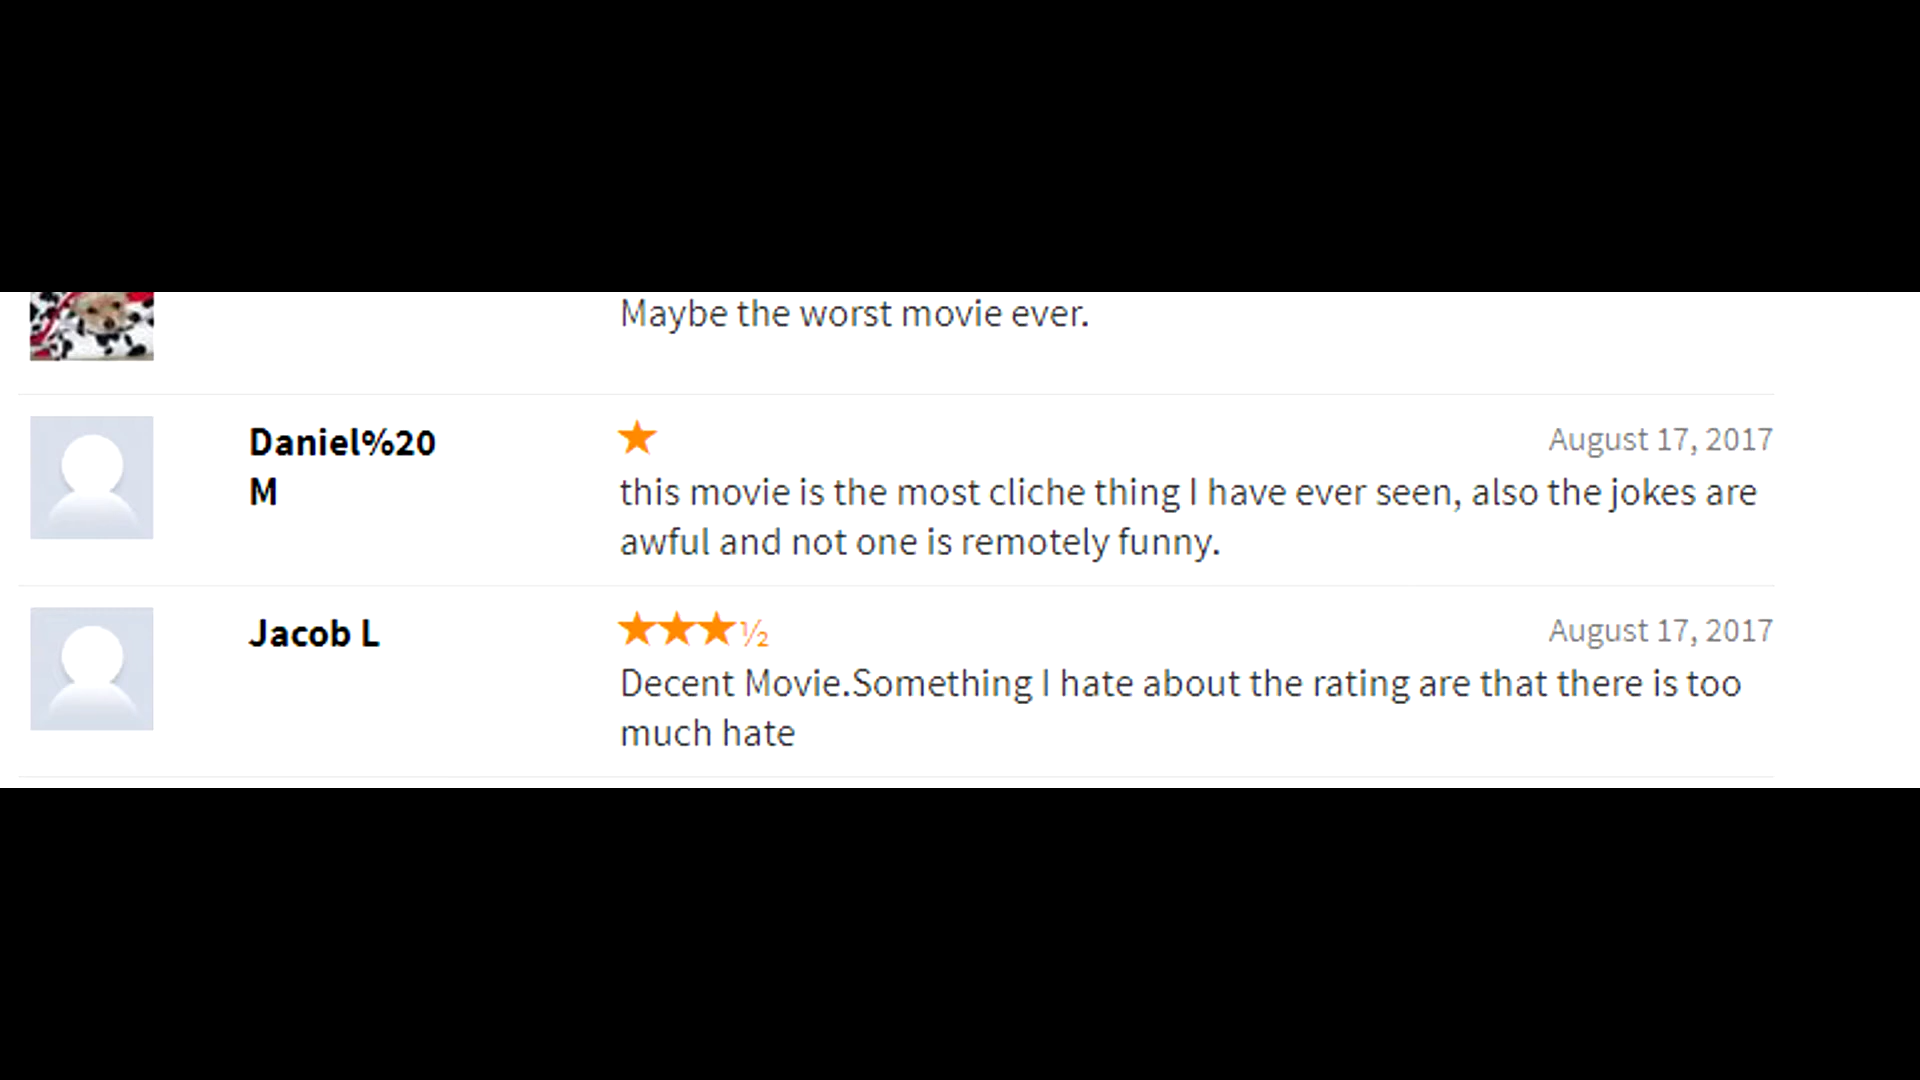 Maybe the worst movie ever.
Daniel%20
M
★
August 17, 2017
this movie is the most cliche thing I have ever seen, also the jokes are
awful and not one is remotely funny.
Jacob L
★★★½
August 17, 2017
Decent Movie.Something I hate about the rating are that there is too
much hate